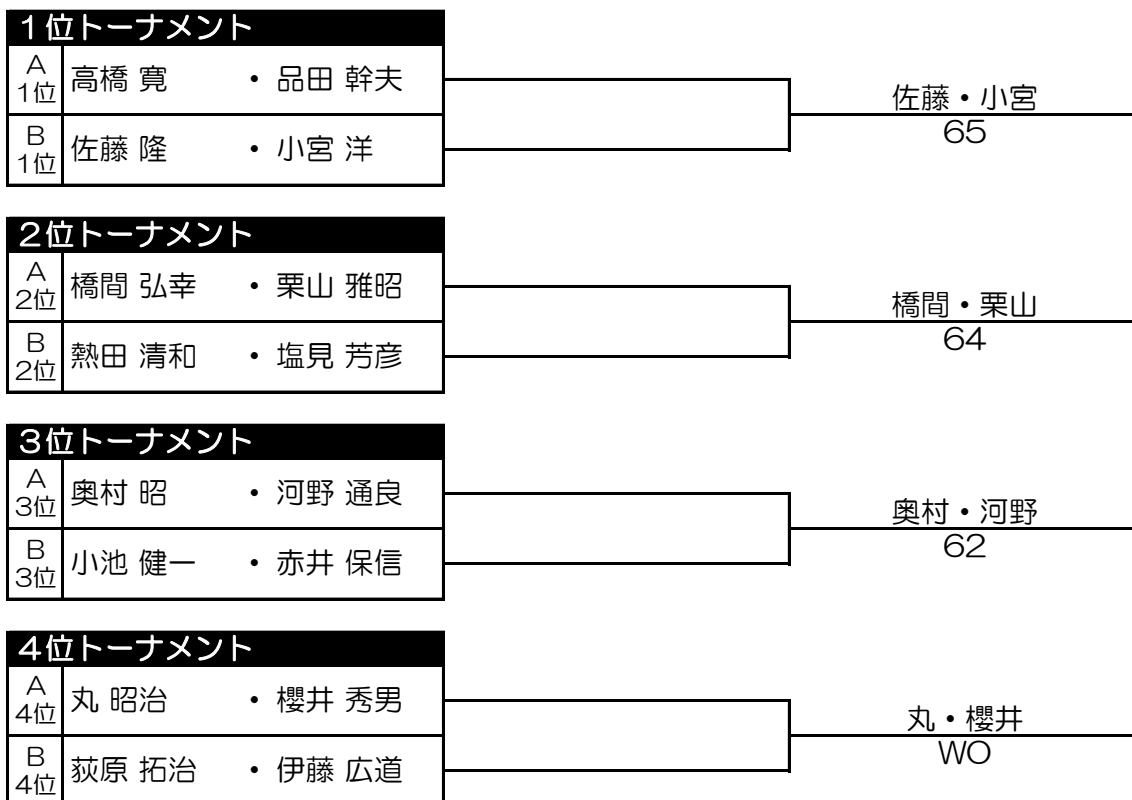 1位トーナメント
A
1位
高橋 寛 ・ 品田 幹夫
B
1位
佐藤 隆 ・ 小宮 洋
佐藤・小宮
65
2位トーナメント
A
2位
橋間 弘幸 ・ 栗山 雅昭
B
2位
熱田 清和 ・ 塩見 芳彦
橋間・栗山
64
3位トーナメント
A
3位
奥村 昭 ・ 河野 通良
B
3位
小池 健一 ・ 赤井 保信
奥村・河野
62
4位トーナメント
A
4位
丸 昭治 ・ 櫻井 秀男
B
4位
荻原 拓治 ・ 伊藤 広道
丸・櫻井
WO